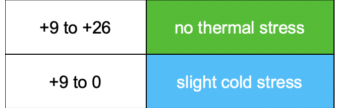 +9 to +26 no thermal stress
+9 to 0 slight cold stress